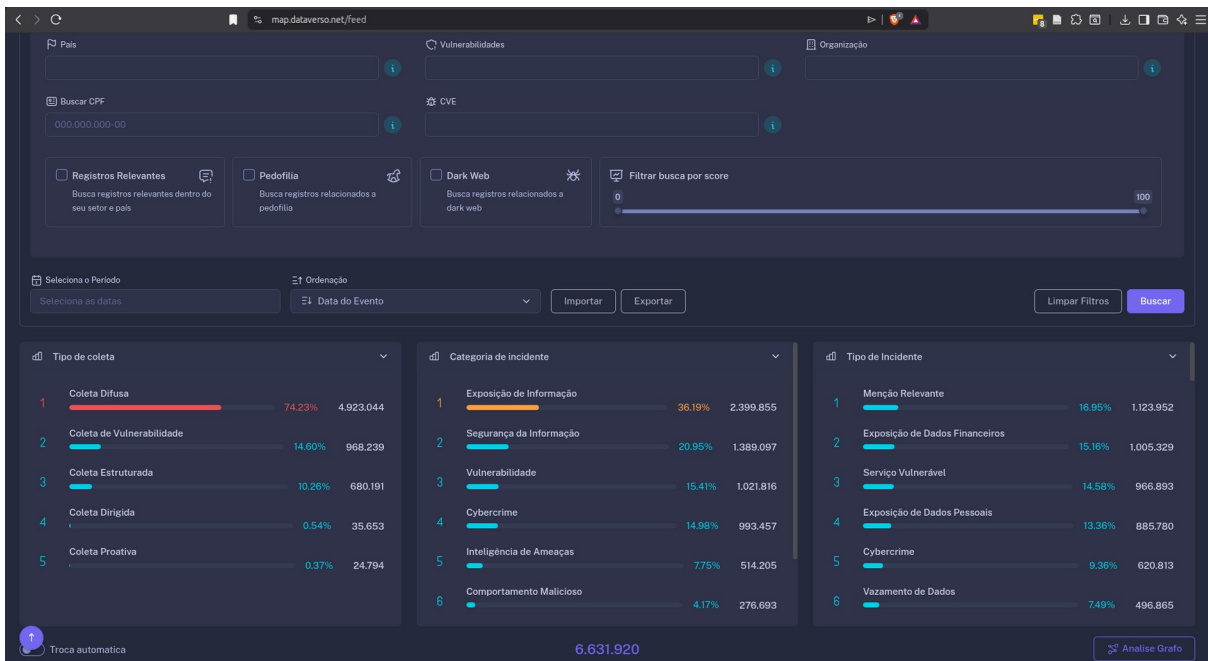 map.dataverso.net/feed
País
Vulnerabilidades
Organização
Buscar CPF
CVE
000.000.000-00
Registros Relevantes
Busca registros relevantes dentro do
seu setor e país
Pedofilia
Busca registros relacionados a
pedofilia
Dark Web
Busca registros relacionados a
dark web
Filtrar busca por score
0
100
Seleciona o Período
Seleciona as datas
Ordenação
Data do Evento
Importar
Exportar
Limpar Filtros
Buscar
Tipo de coleta
1 Coleta Difusa 74.23% 4.923.044
2 Coleta de Vulnerabilidade 14.60% 968.239
3 Coleta Estruturada 10.26% 680.191
4 Coleta Dirigida 0.54% 35.653
5 Coleta Proativa 0.37% 24.794
Categoria de incidente
1 Exposição de Informação 36.19% 2.399.855
2 Segurança da Informação 20.95% 1.389.097
3 Vulnerabilidade 15.41% 1.021.816
4 Cybercrime 14.98% 993.457
5 Inteligência de Ameaças 7.75% 514.205
6 Comportamento Malicioso 4.17% 276.693
Tipo de Incidente
1 Menção Relevante 16.95% 1.123.952
2 Exposição de Dados Financeiros 15.16% 1.005.329
3 Serviço Vulnerável 14.58% 966.893
4 Exposição de Dados Pessoais 13.36% 885.780
5 Cybercrime 9.36% 620.813
6 Vazamento de Dados 7.49% 496.865
Troca automatica
6.631.920
Analise Grafo